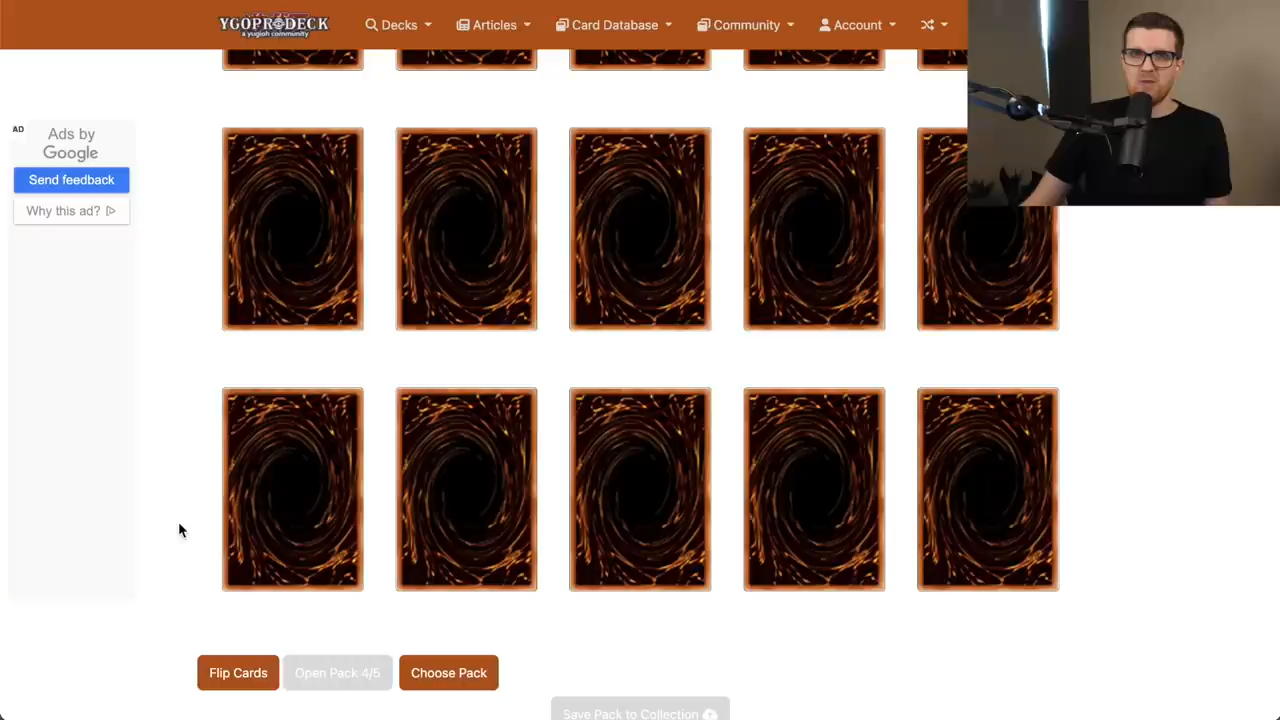 YGOPRODECK
a yugioh community
Decks
Articles
Card Database
Community
Account
AD
Ads by
Google
Send feedback
Why this ad?
Flip Cards
Open Pack 4/5
Choose Pack
Save Pack to Collection